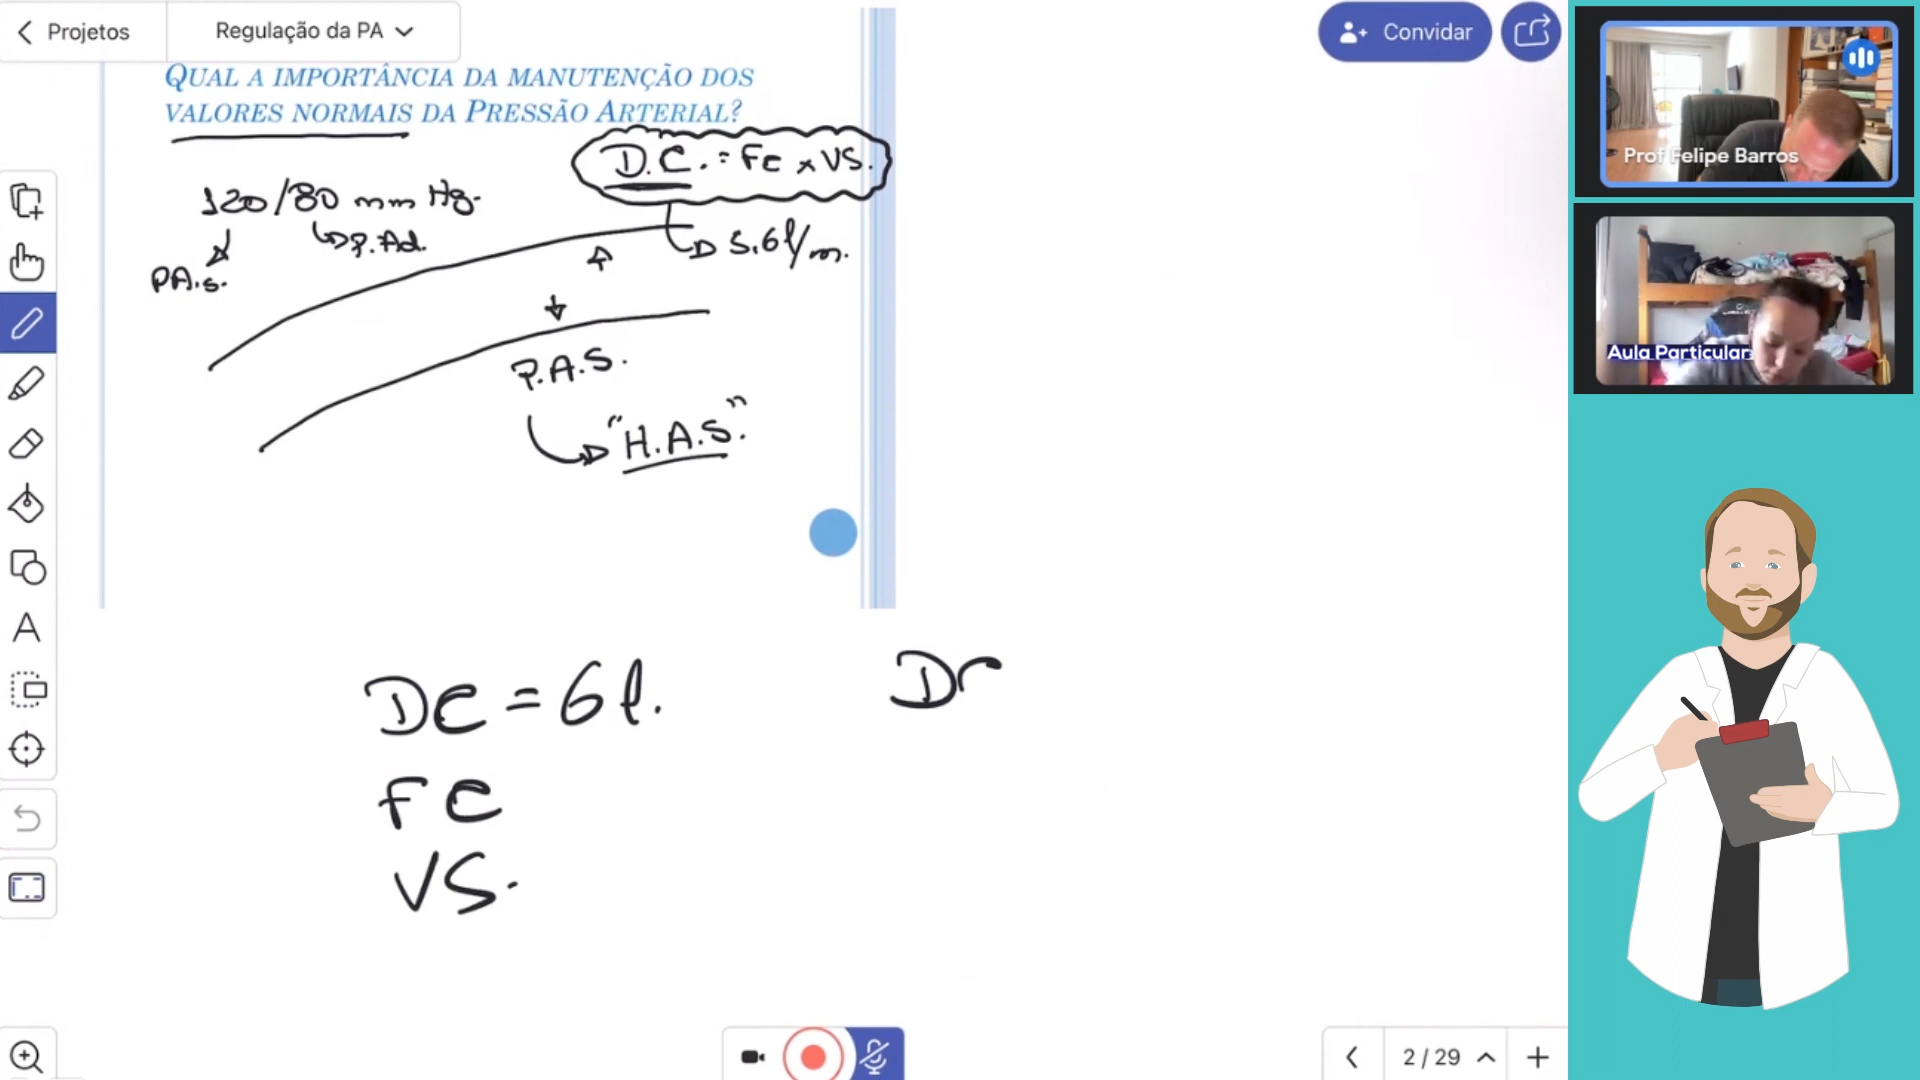 Projetos
Regulação da PA
Convidar
QUAL A IMPORTÂNCIA DA MANUTENÇÃO DOS
VALORES NORMAIS DA PRESSÃO ARTERIAL?
D.C. = FC x VS.
120/80 mm Hg.
P.Ad.
PA.s.
5,6 l/m.
P.A.S.
"H.A.S."
DC = 6 l.
FC
VS.
D
2 / 29
Prof Felipe Barros
Aula Particular